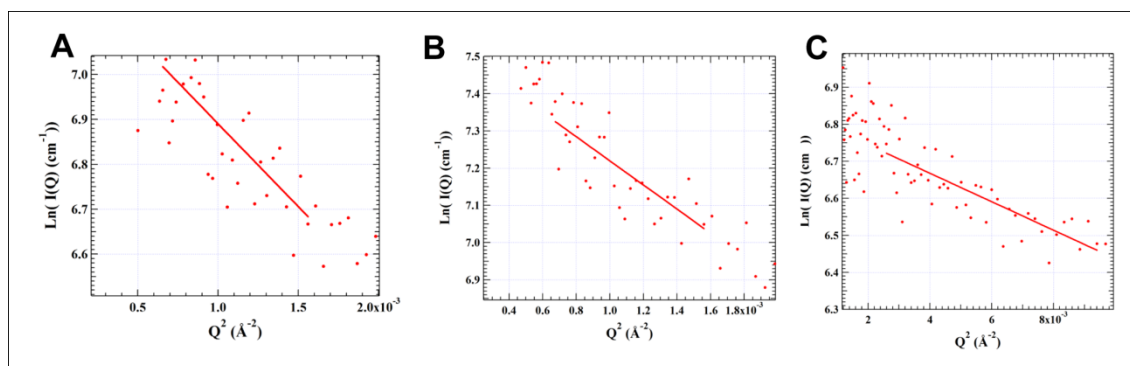 A
7.0
6.9
6.8
6.7
6.6
Ln( I(Q) (cm⁻¹))
0.5
1.0
1.5
2.0x10⁻³
Q² (Å⁻²)
B
7.5
7.4
7.3
7.2
7.1
7.0
6.9
Ln( I(Q) (cm⁻¹))
0.4
0.6
0.8
1.0
1.2
1.4
1.6
1.8x10⁻³
Q² (Å⁻²)
C
6.9
6.8
6.7
6.6
6.5
6.4
6.3
Ln( I(Q) (cm ))
2
4
6
8x10⁻³
Q² (Å⁻²)